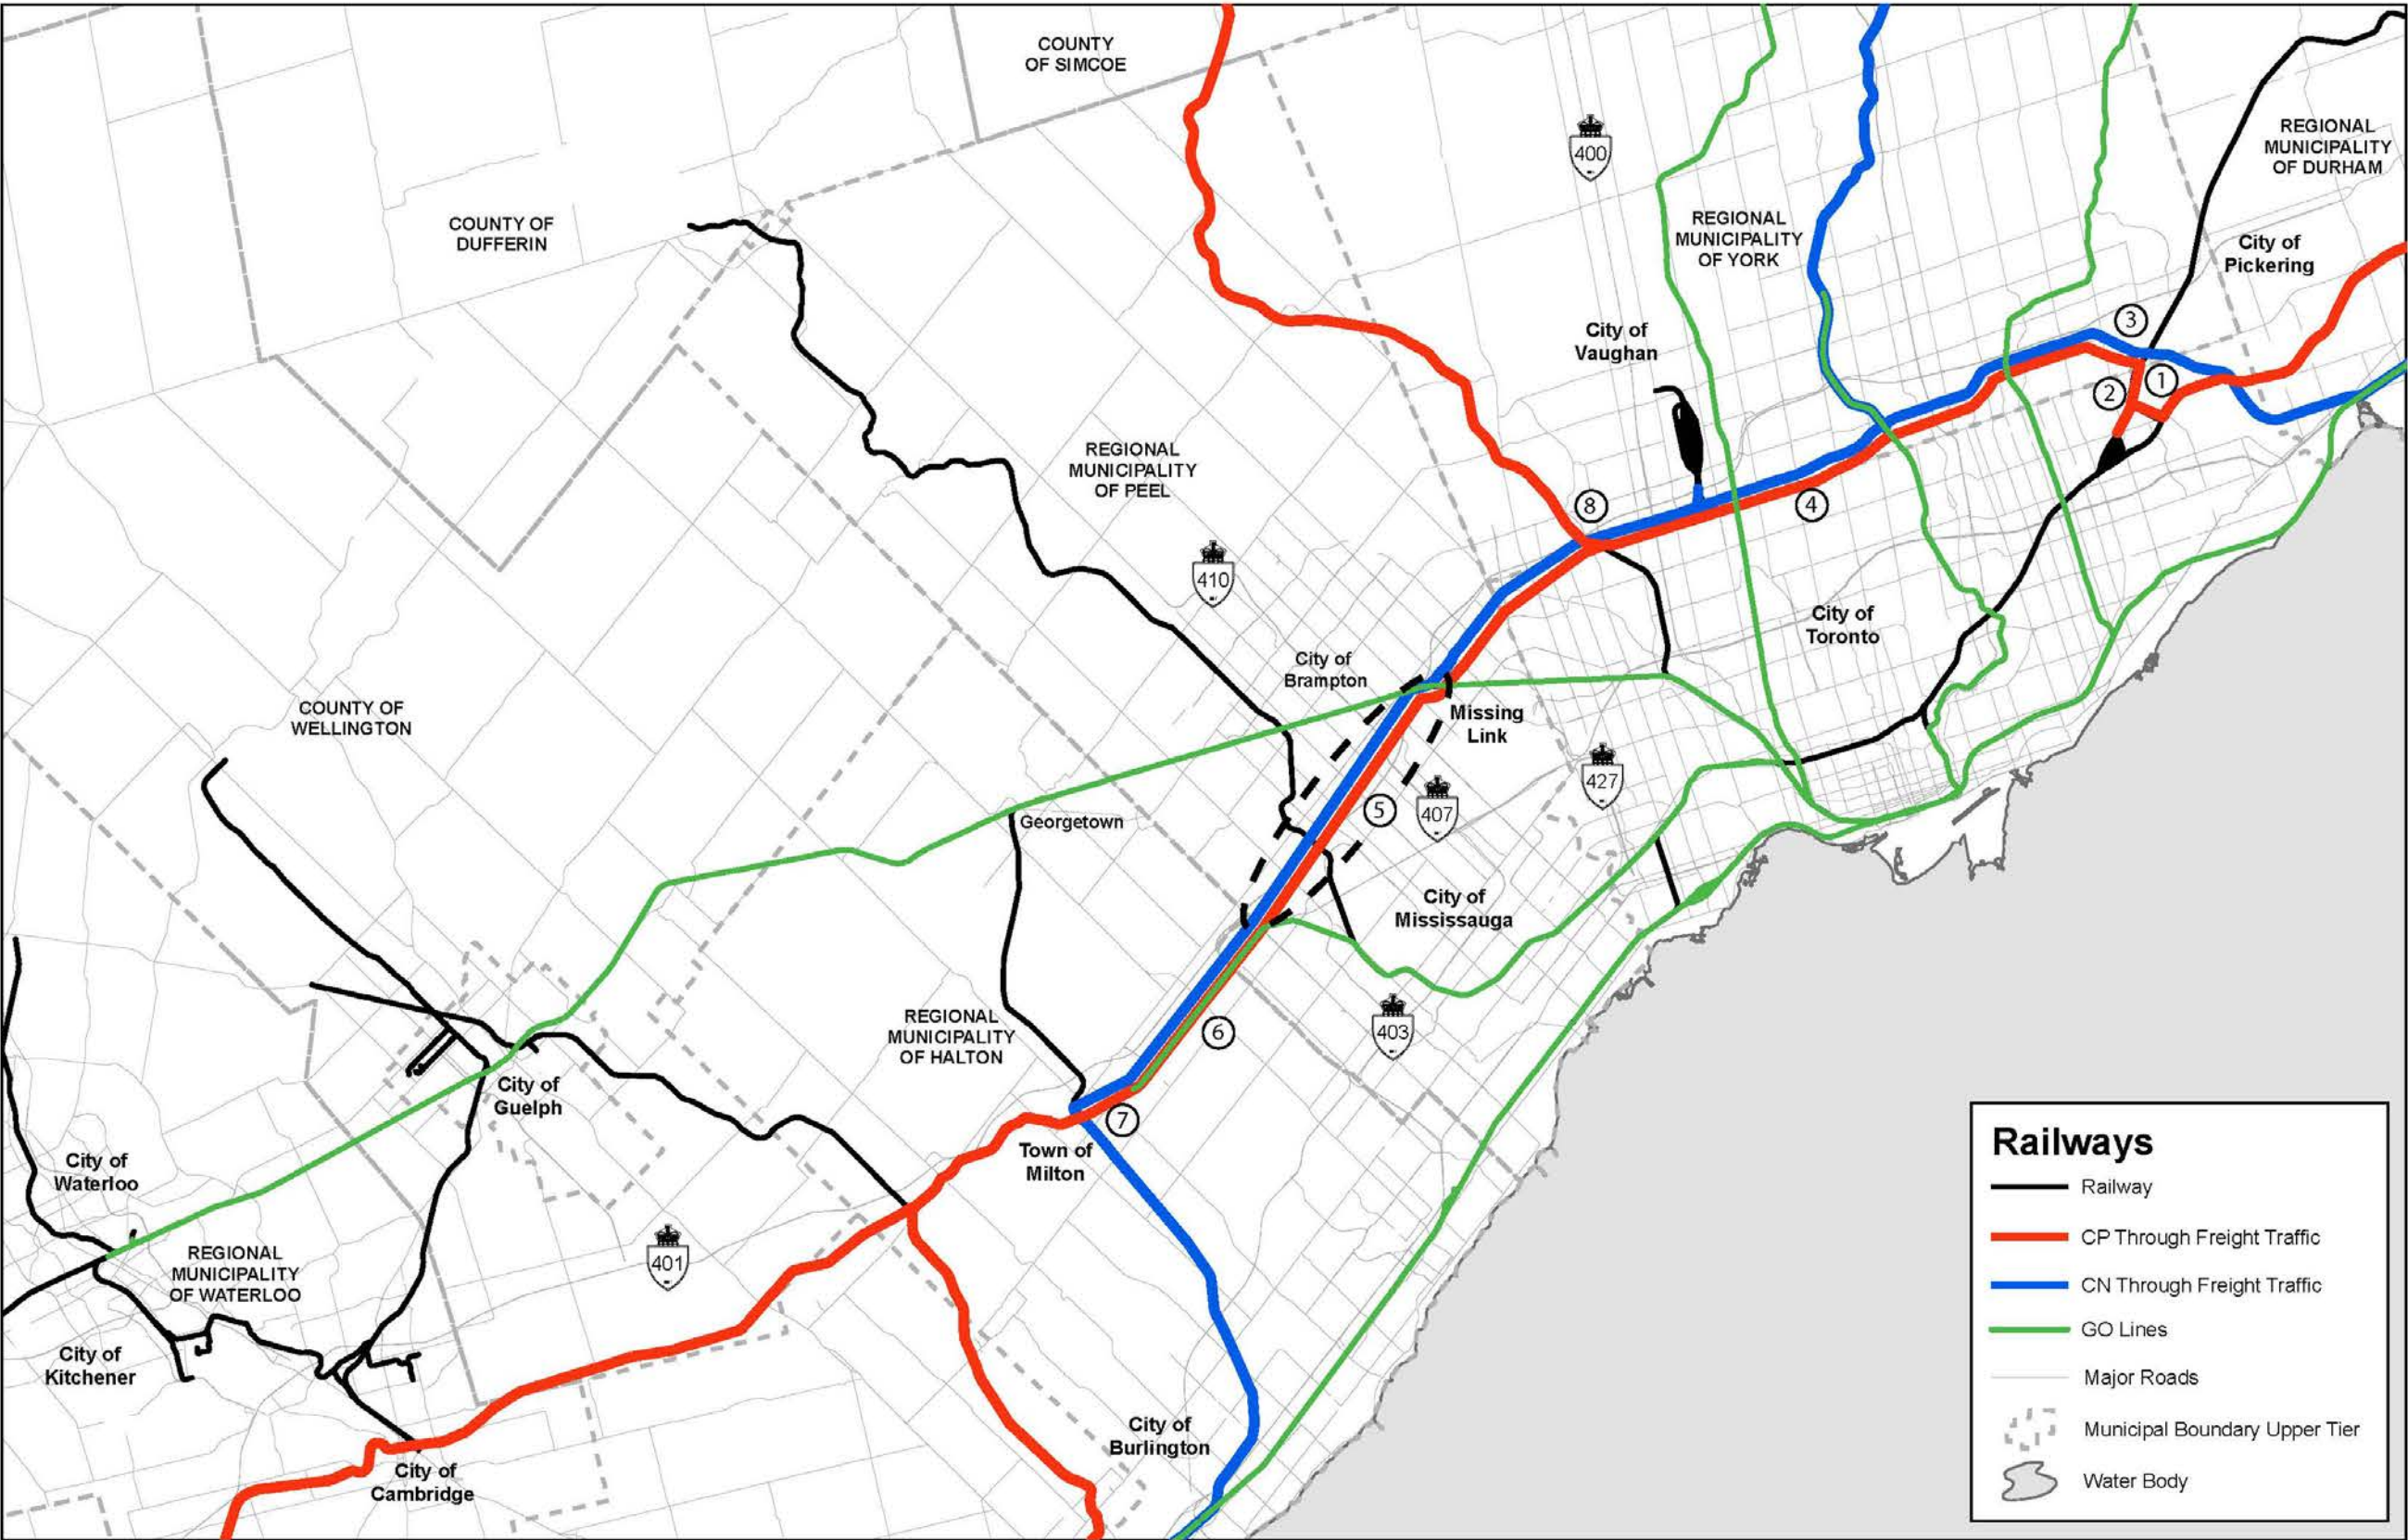 COUNTY
OF SIMCOE
400
REGIONAL
MUNICIPALITY
OF DURHAM
COUNTY OF
DUFFERIN
REGIONAL
MUNICIPALITY
OF YORK
City of
Pickering
City of
Vaughan
3
1
2
REGIONAL
MUNICIPALITY
OF PEEL
8
4
410
City of
Toronto
City of
Brampton
Missing
Link
COUNTY OF
WELLINGTON
427
Georgetown
5
407
City of
Mississauga
REGIONAL
MUNICIPALITY
OF HALTON
6
403
City of
Guelph
7
Town of
Milton
City of
Waterloo
REGIONAL
MUNICIPALITY
OF WATERLOO
401
City of
Kitchener
City of
Burlington
City of
Cambridge
Railways
Railway
CP Through Freight Traffic
CN Through Freight Traffic
GO Lines
Major Roads
Municipal Boundary Upper Tier
Water Body